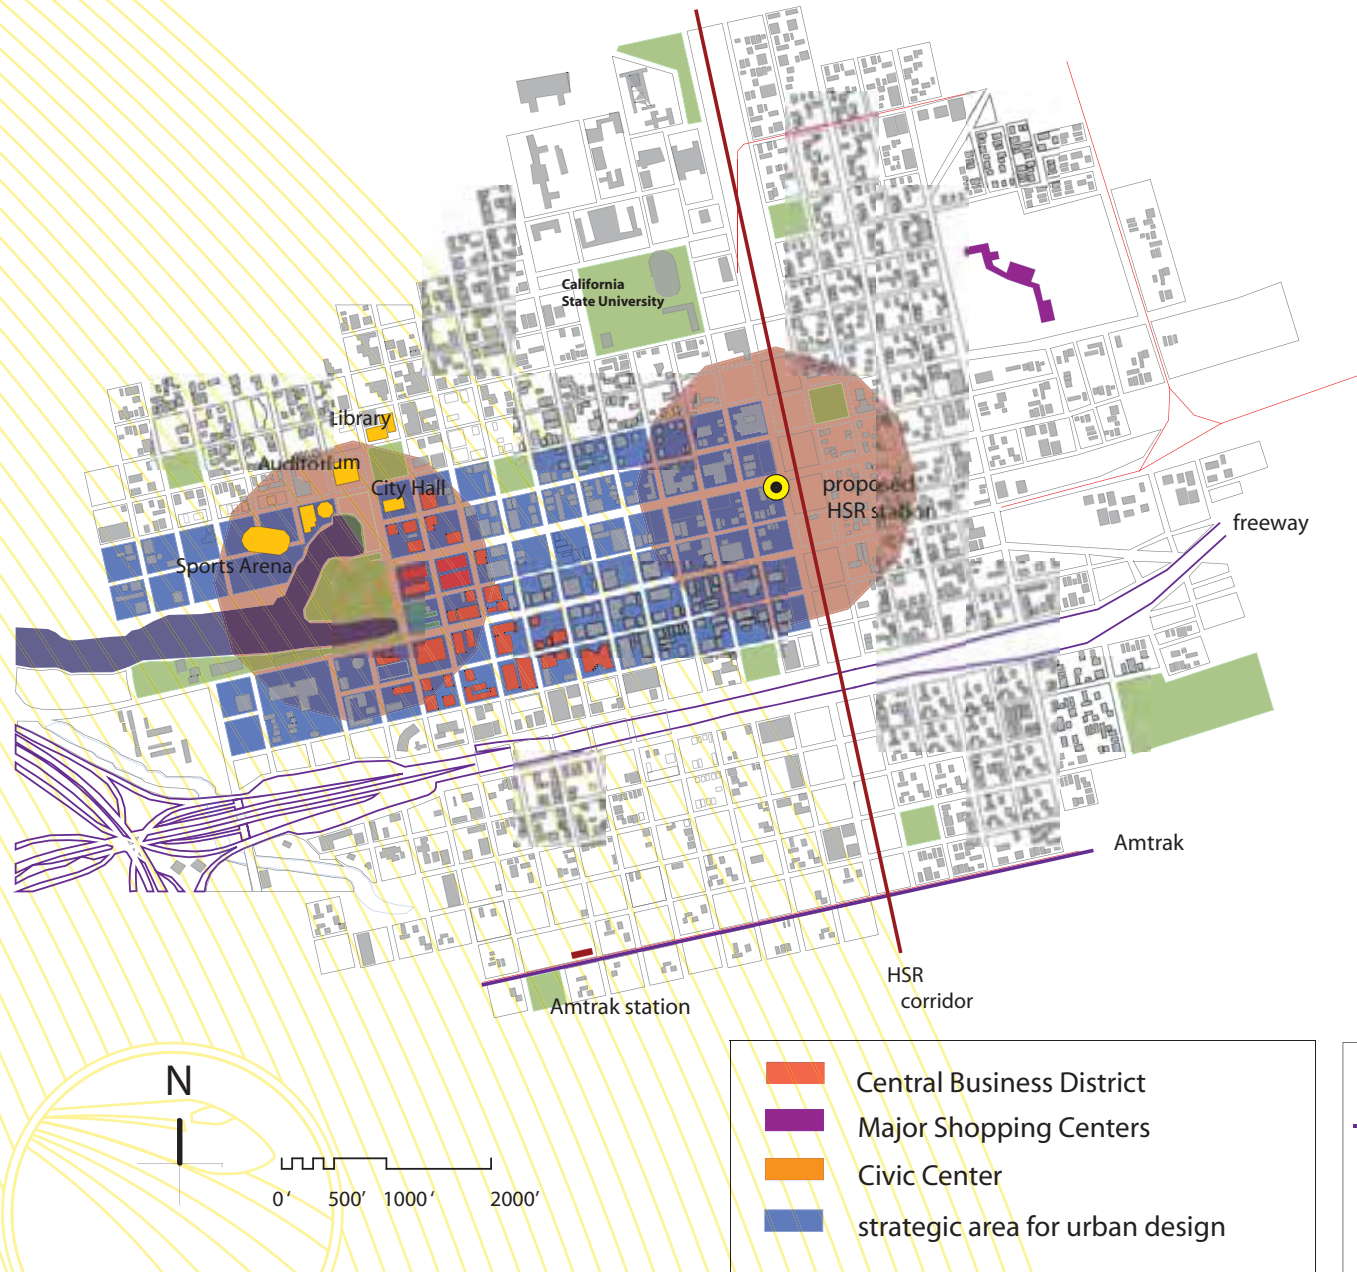 California
State University
Library
Auditorium
City Hall
proposed
HSR station
freeway
Sports Arena
Amtrak
HSR
corridor
Amtrak station
N
0' 500' 1000' 2000'
Central Business District
Major Shopping Centers
Civic Center
strategic area for urban design